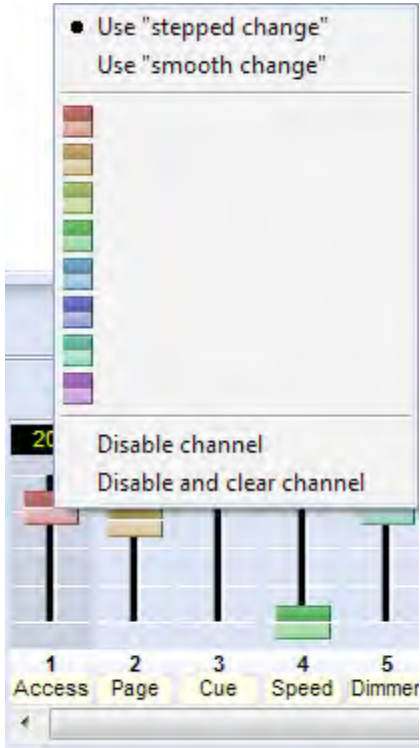 Use "stepped change"
Use "smooth change"
Disable channel
Disable and clear channel
20
1 2 3 4 5
Access Page Cue Speed Dimmer